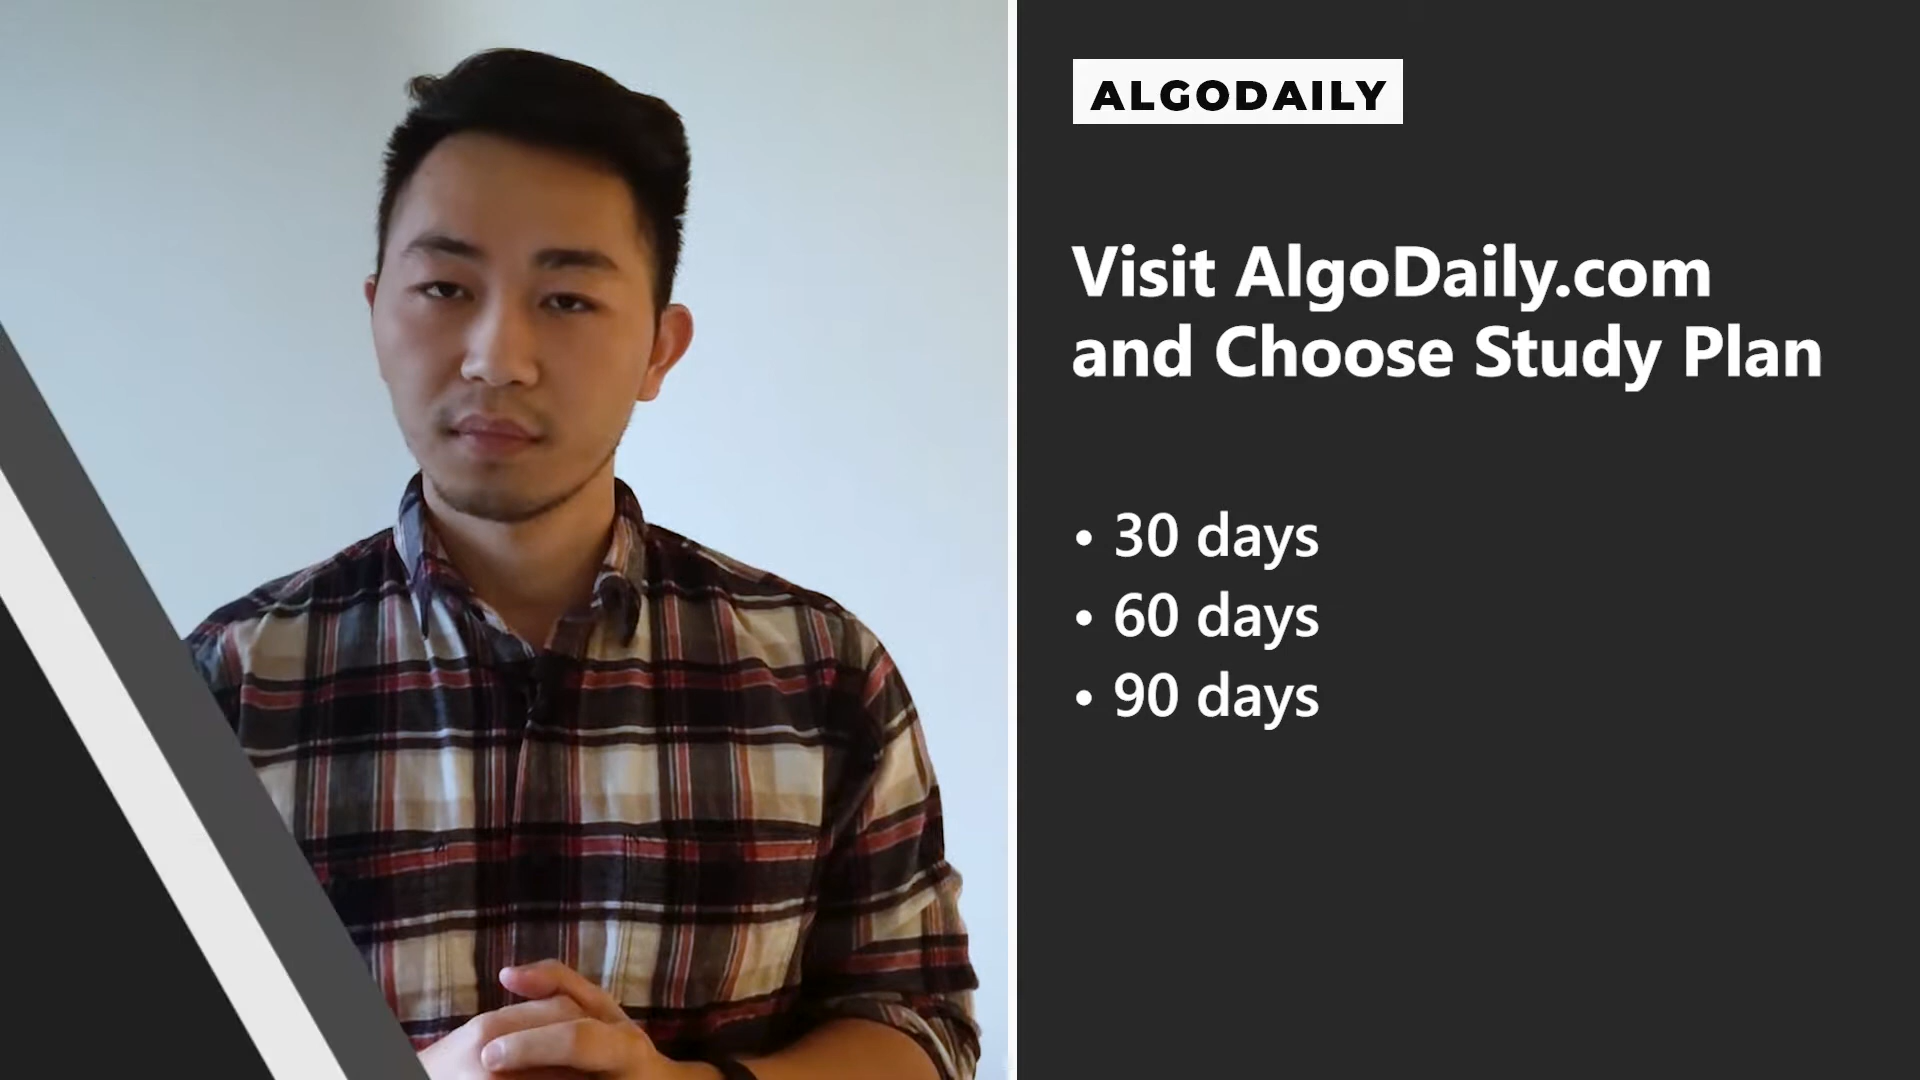 ALGODAILY
Visit AlgoDaily.com
and Choose Study Plan
• 30 days
• 60 days
• 90 days